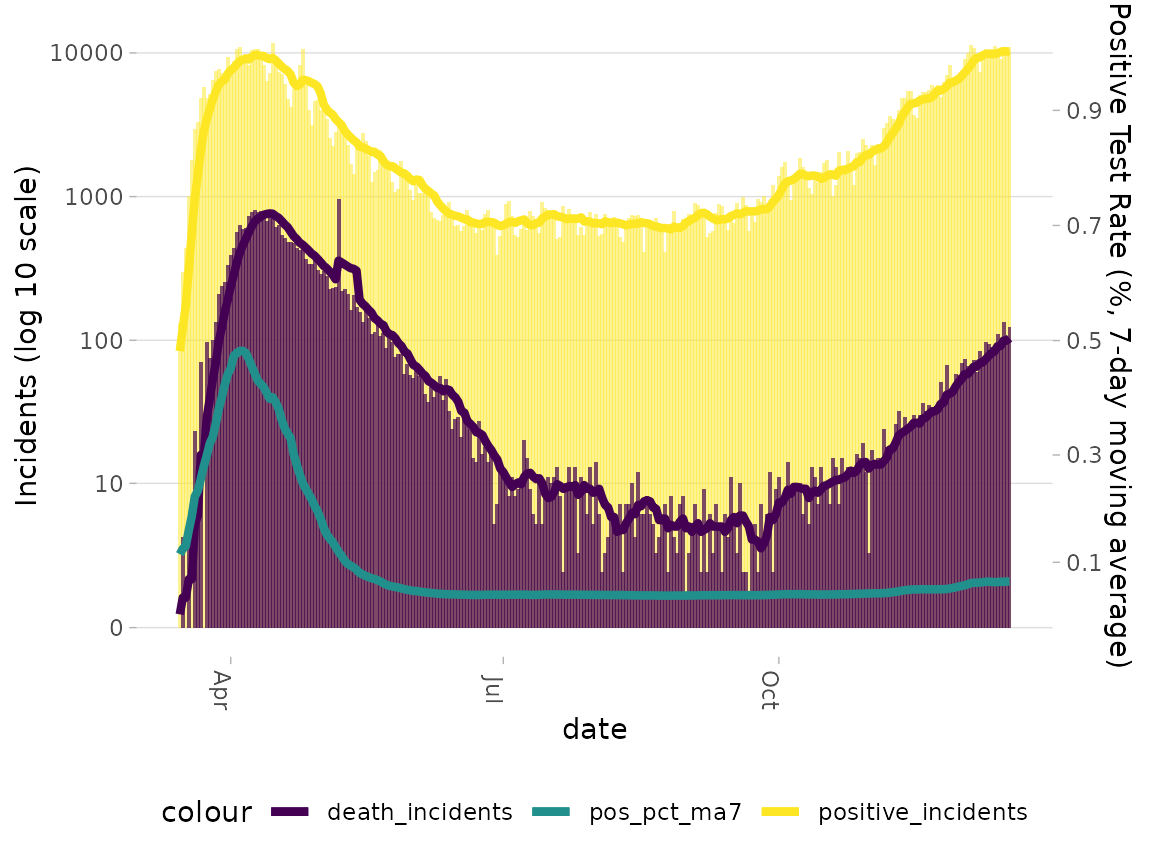 10000
1000
100
10
0
Incidents (log 10 scale)
0.9
0.7
0.5
0.3
0.1
Positive Test Rate (%, 7-day moving average)
Apr
Jul
Oct
date
colour
death_incidents
pos_pct_ma7
positive_incidents